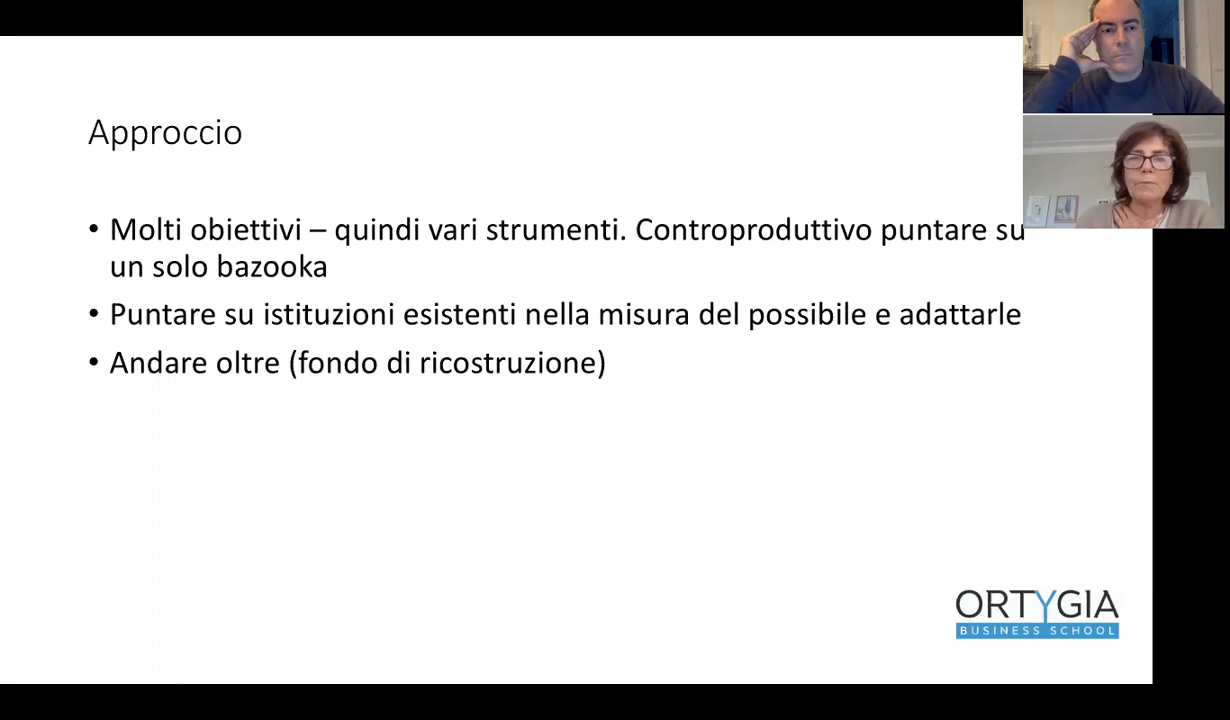 Approccio
• Molti obiettivi – quindi vari strumenti. Controproduttivo puntare su
un solo bazooka
• Puntare su istituzioni esistenti nella misura del possibile e adattarle
• Andare oltre (fondo di ricostruzione)
ORTYGIA
BUSINESS SCHOOL